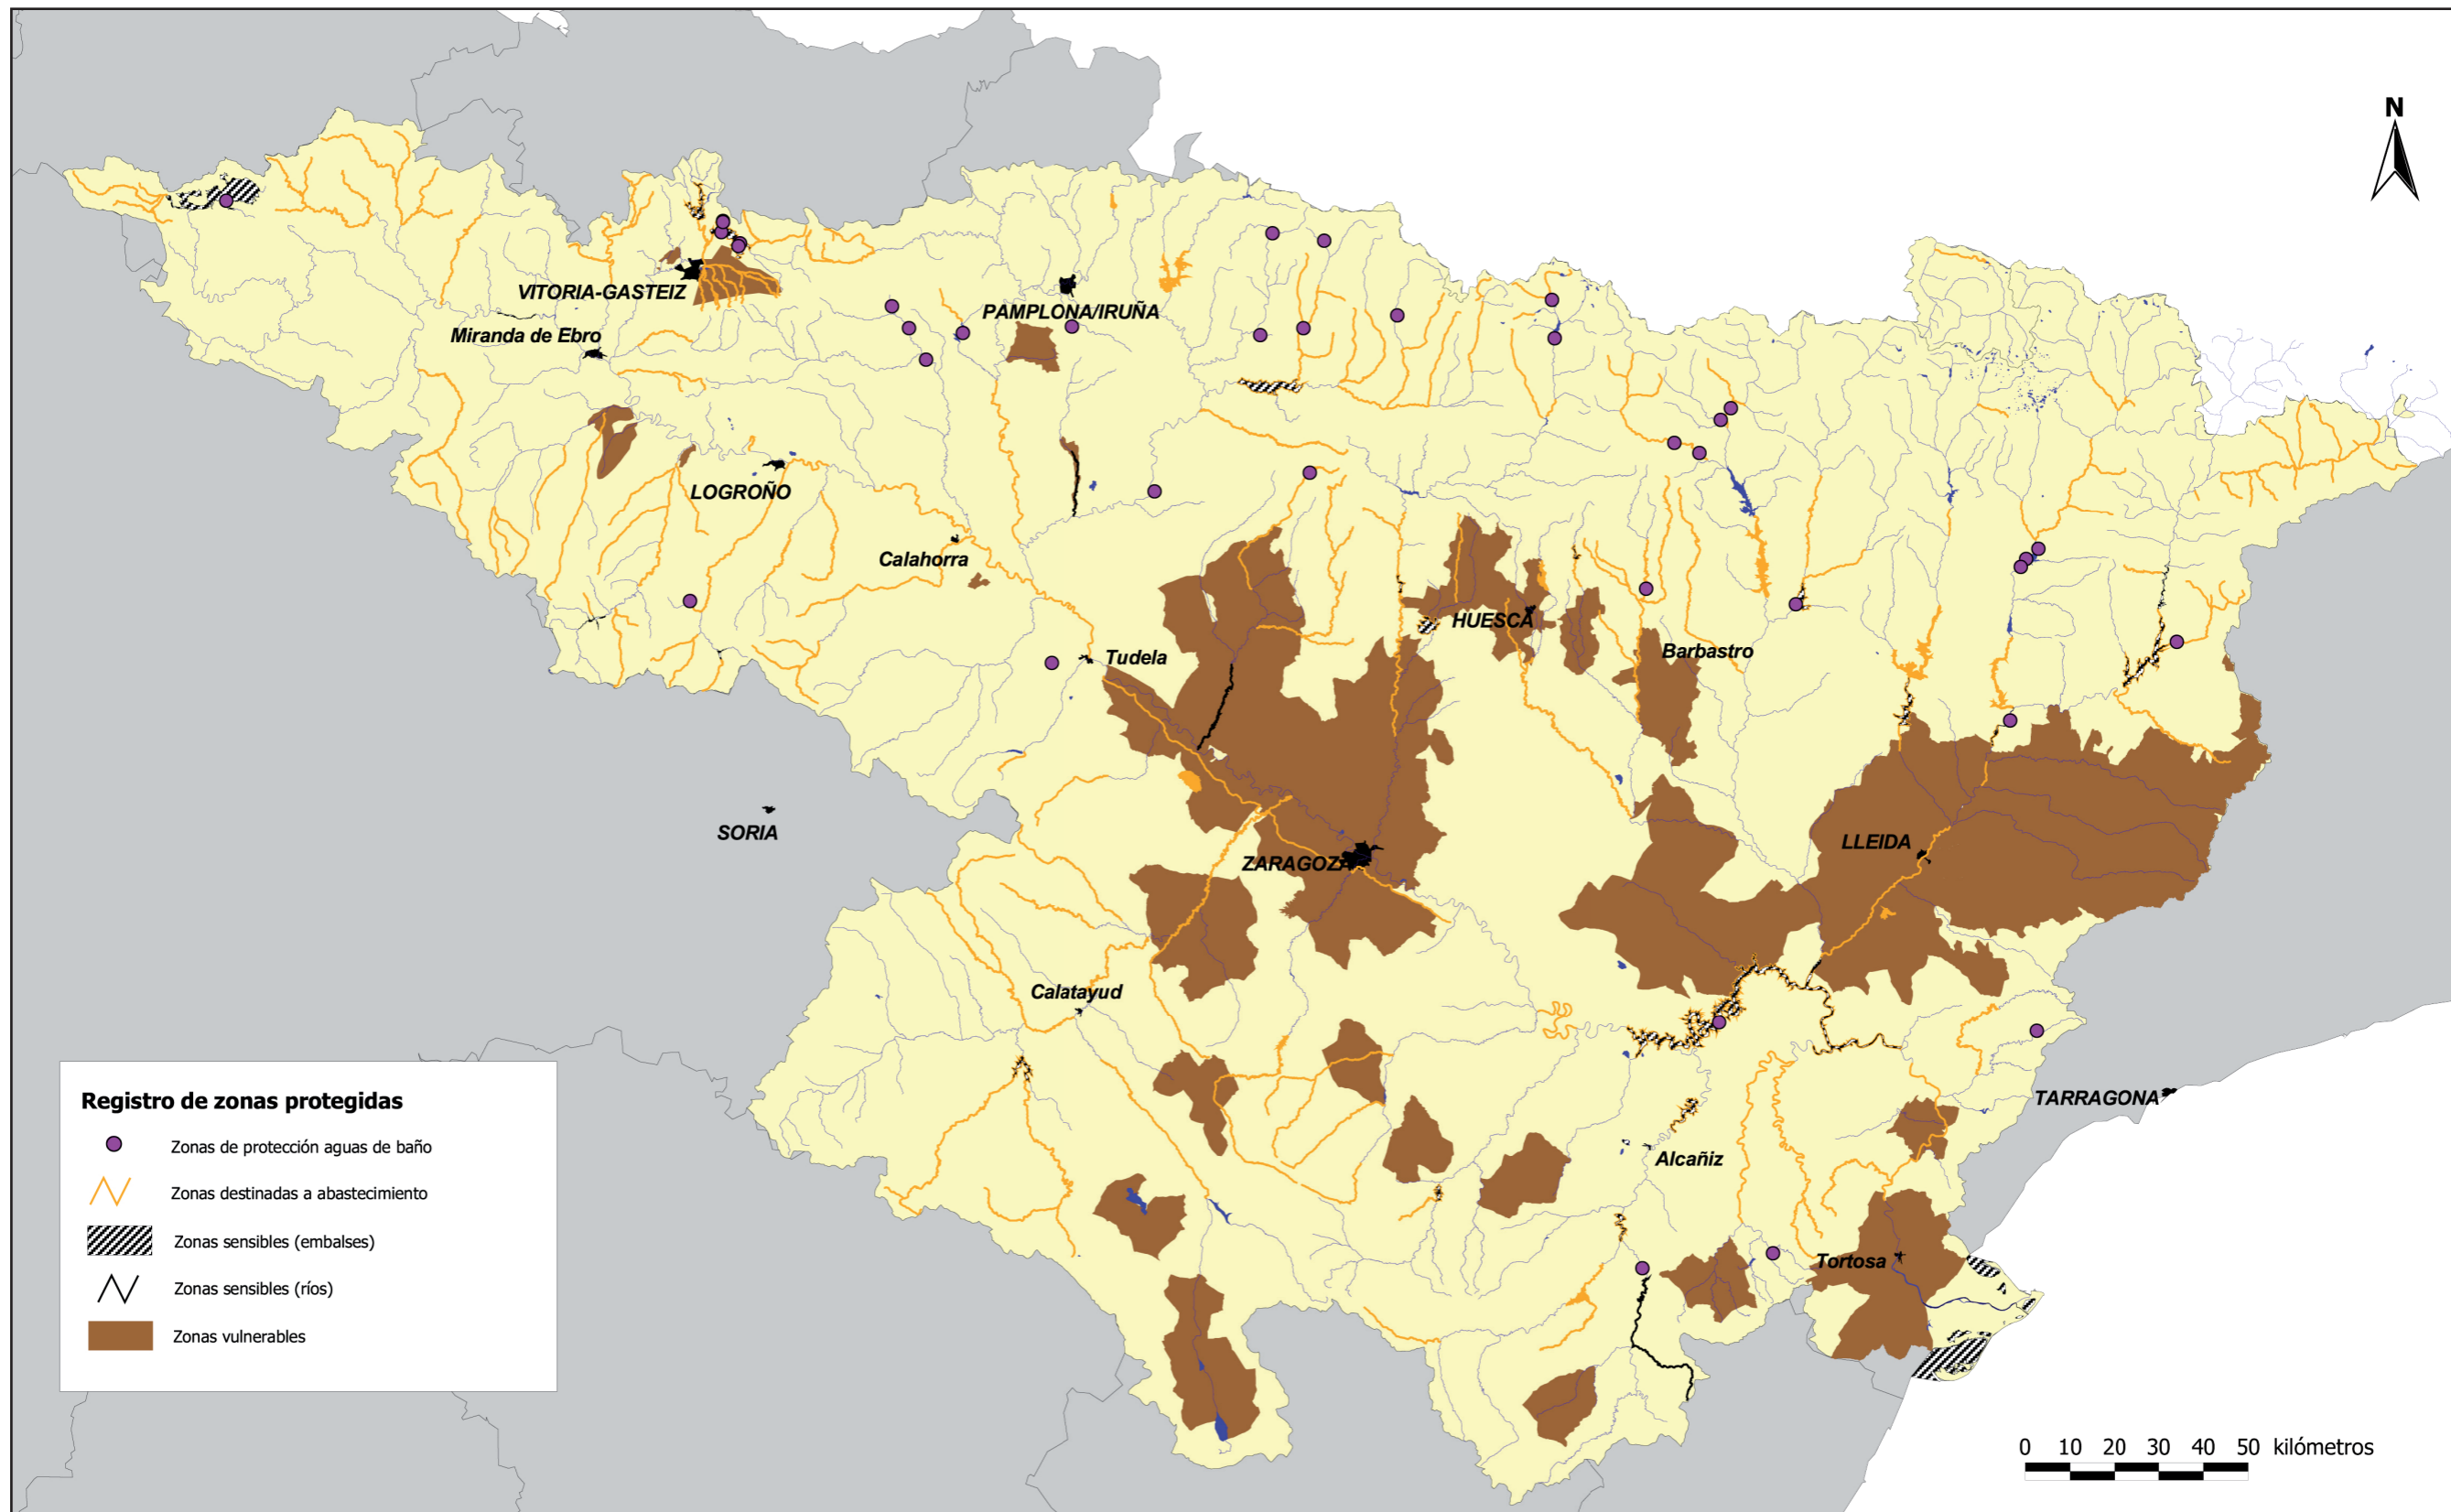 N
VITORIA-GASTEIZ
PAMPLONA/IRUÑA
Miranda de Ebro
LOGROÑO
Calahorra
HUESCA
Tudela
Barbastro
SORIA
ZARAGOZA
LLEIDA
Calatayud
TARRAGONA
Alcañiz
Tortosa
Registro de zonas protegidas
Zonas de protección aguas de baño
Zonas destinadas a abastecimiento
Zonas sensibles (embalses)
Zonas sensibles (ríos)
Zonas vulnerables
0 10 20 30 40 50 kilómetros